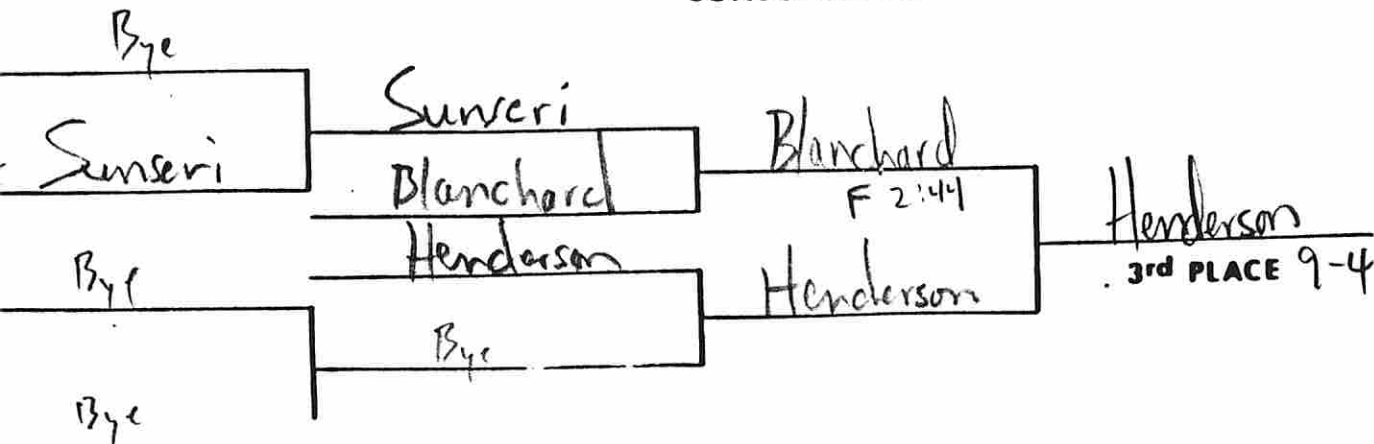 Bye
Sunseri
Bye
Bye
Sunseri
Blanchard
Henderson
Bye
Blanchard
F 2:44
Henderson
Henderson
3rd PLACE 9-4